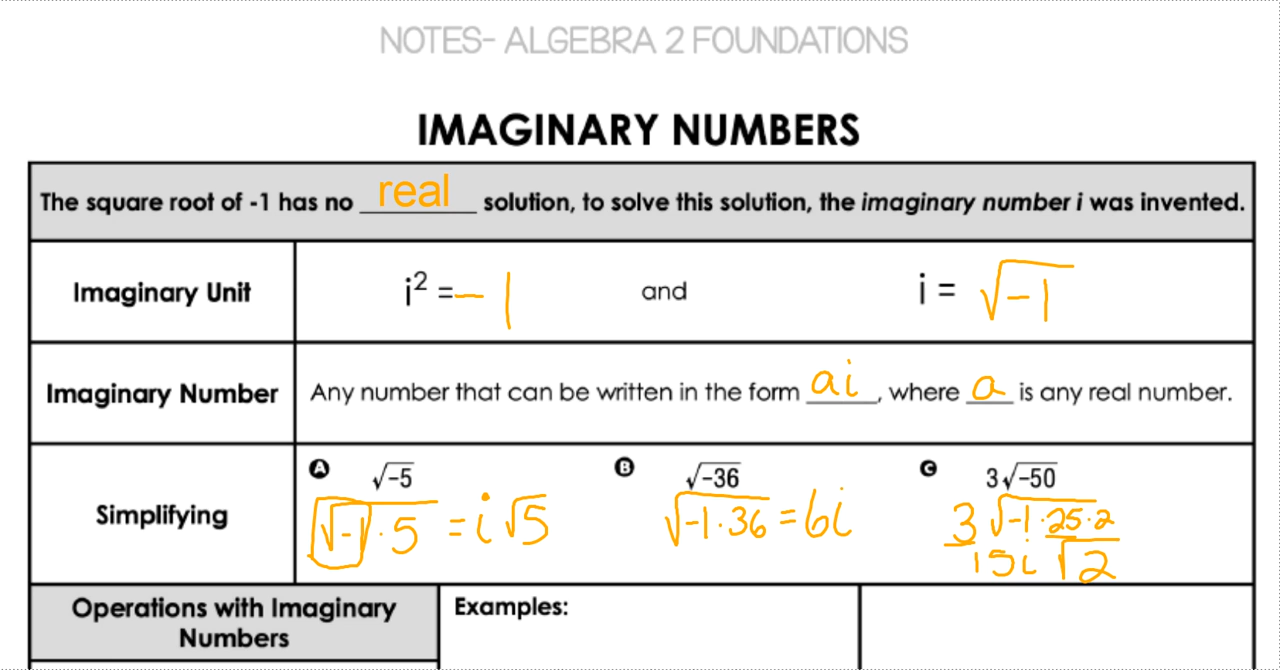 NOTES- ALGEBRA 2 FOUNDATIONS
IMAGINARY NUMBERS
The square root of -1 has no real solution, to solve this solution, the imaginary number i was invented.
Imaginary Unit
i² = -1 and i = √-1
Imaginary Number
Any number that can be written in the form ai, where a is any real number.
Simplifying
A √-5
√-1·5 = i√5
B √-36
√-1·36 = 6i
C 3√-50
3√-1·25·2
15i√2
Operations with Imaginary
Numbers
Examples: